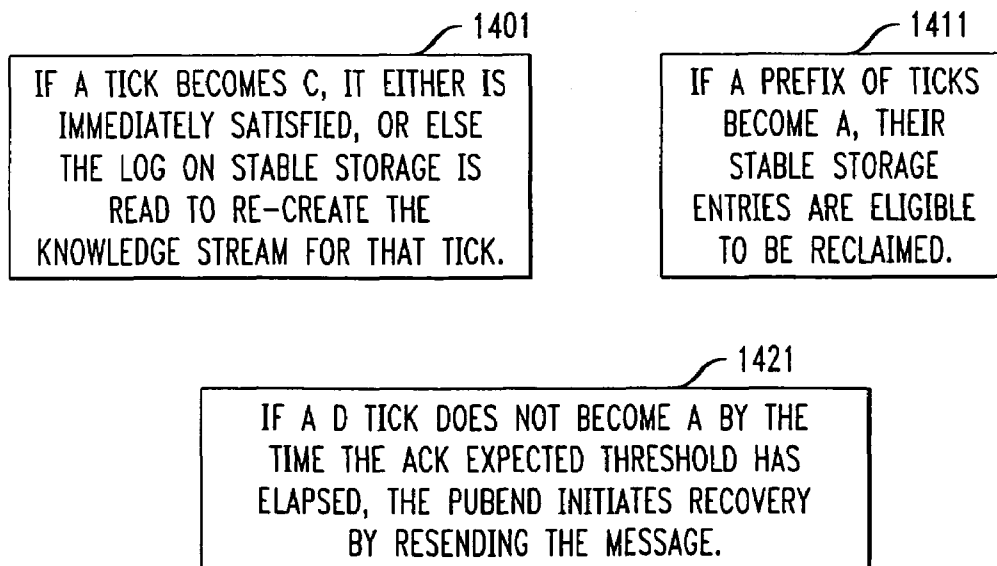 1401
IF A TICK BECOMES C, IT EITHER IS
IMMEDIATELY SATISFIED, OR ELSE
THE LOG ON STABLE STORAGE IS
READ TO RE-CREATE THE
KNOWLEDGE STREAM FOR THAT TICK.
1411
IF A PREFIX OF TICKS
BECOME A, THEIR
STABLE STORAGE
ENTRIES ARE ELIGIBLE
TO BE RECLAIMED.
1421
IF A D TICK DOES NOT BECOME A BY THE
TIME THE ACK EXPECTED THRESHOLD HAS
ELAPSED, THE PUBEND INITIATES RECOVERY
BY RESENDING THE MESSAGE.